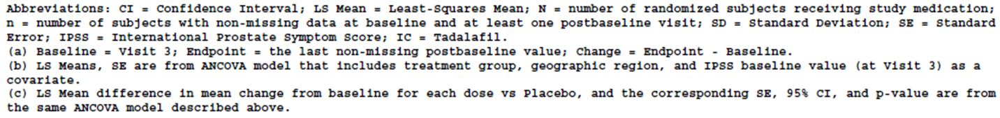 Abbreviations: CI = Confidence Interval; LS Mean = Least-Squares Mean; N = number of randomized subjects receiving study medication;
n = number of subjects with non-missing data at baseline and at least one postbaseline visit; SD = Standard Deviation; SE = Standard
Error; IPSS = International Prostate Symptom Score; IC = Tadalafil.
(a) Baseline = Visit 3; Endpoint = the last non-missing postbaseline value; Change = Endpoint - Baseline.
(b) LS Means, SE are from ANCOVA model that includes treatment group, geographic region, and IPSS baseline value (at Visit 3) as a
covariate.
(c) LS Mean difference in mean change from baseline for each dose vs Placebo, and the corresponding SE, 95% CI, and p-value are from
the same ANCOVA model described above.